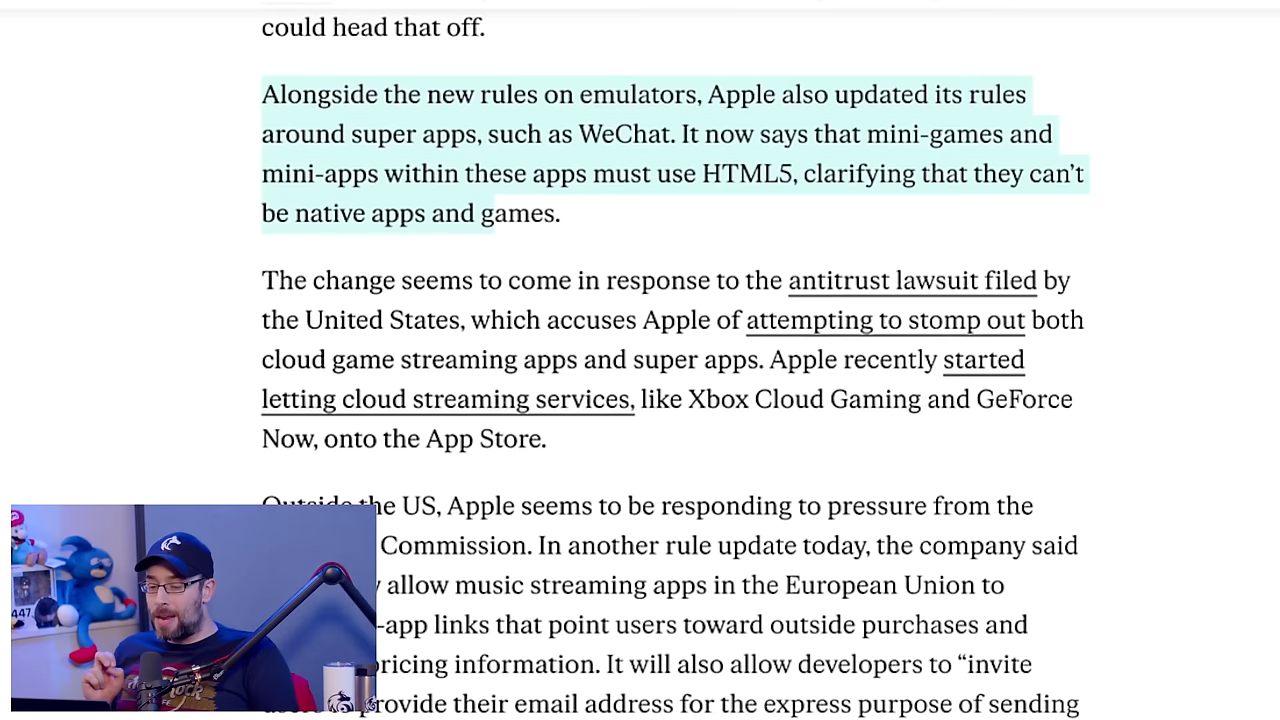 could head that off.
Alongside the new rules on emulators, Apple also updated its rules
around super apps, such as WeChat. It now says that mini-games and
mini-apps within these apps must use HTML5, clarifying that they can’t
be native apps and games.
The change seems to come in response to the antitrust lawsuit filed by
the United States, which accuses Apple of attempting to stomp out both
cloud game streaming apps and super apps. Apple recently started
letting cloud streaming services, like Xbox Cloud Gaming and GeForce
Now, onto the App Store.
Outside the US, Apple seems to be responding to pressure from the
Commission. In another rule update today, the company said
allow music streaming apps in the European Union to
-app links that point users toward outside purchases and
pricing information. It will also allow developers to “invite
provide their email address for the express purpose of sending
447